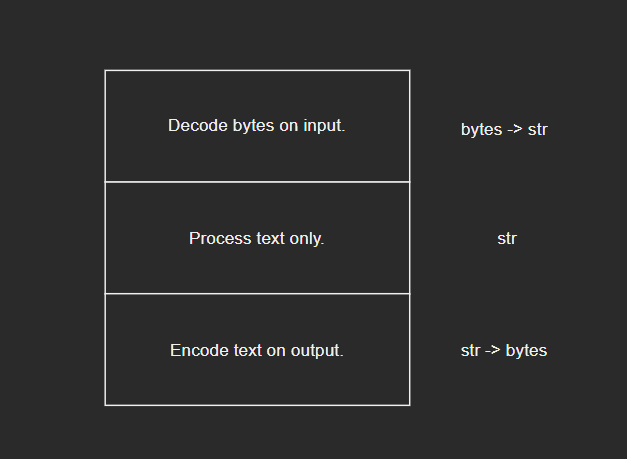 Decode bytes on input.
bytes -> str
Process text only.
str
Encode text on output.
str -> bytes